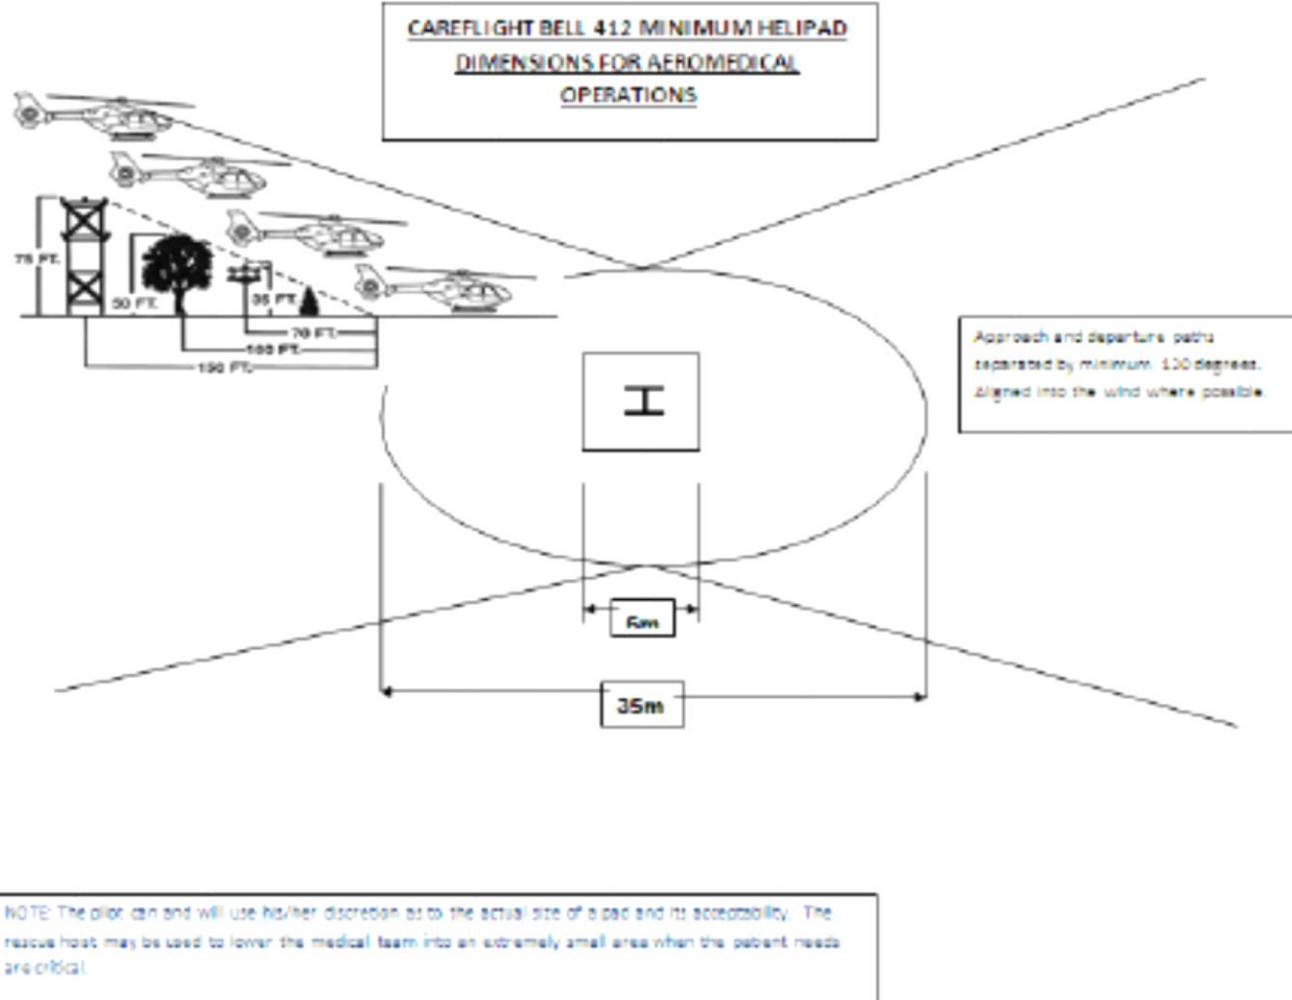 CAREFLIGHT BELL 412 MINIMUM HELIPAD
DIMENSIONS FOR AEROMEDICAL
OPERATIONS
75 FT.
50 FT.
35 FT.
70 FT.
100 FT.
150 FT.
H
Approach and departure paths
separated by minimum 120 degrees.
Aligned into the wind where possible.
35m
NOTE: The pilot can and will use his/her discretion as to the actual size of a pad and its acceptability. The
rescue hoist may be used to lower the medical team into an extremely small area when the patient needs
are critical